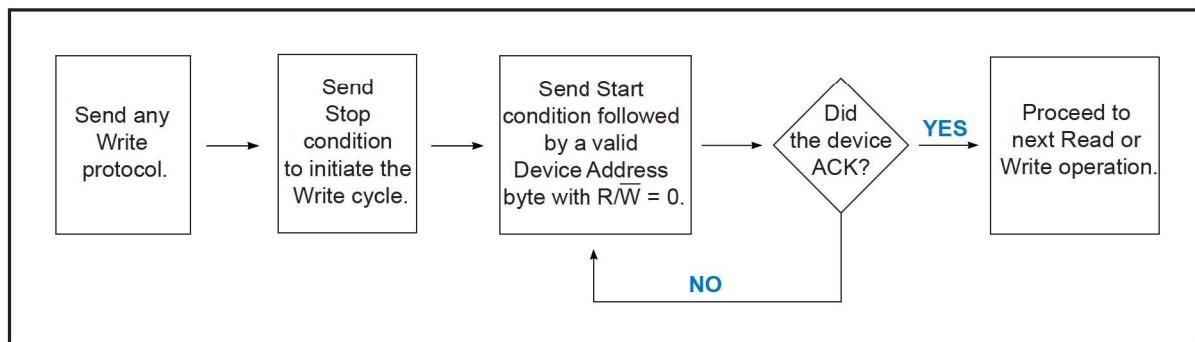 Send any
Write
protocol.
Send
Stop
condition
to initiate the
Write cycle.
Send Start
condition followed
by a valid
Device Address
byte with R/W̅ = 0.
Did
the device
ACK?
YES
NO
Proceed to
next Read or
Write operation.